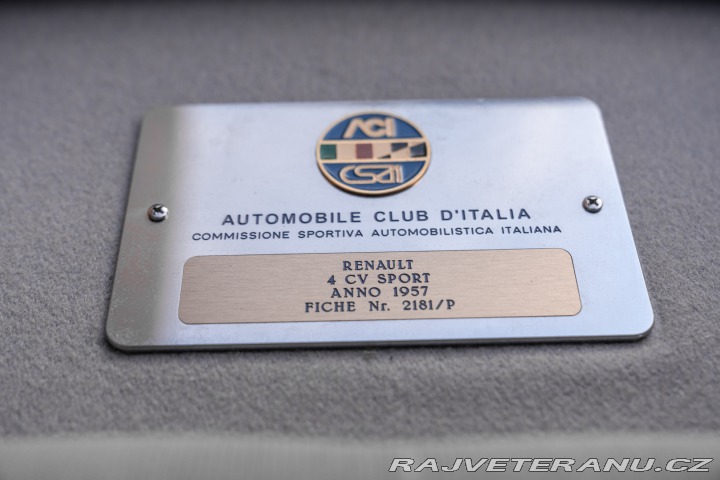 ACI
CSAI
AUTOMOBILE CLUB D'ITALIA
COMMISSIONE SPORTIVA AUTOMOBILISTICA ITALIANA
RENAULT
4 CV SPORT
ANNO 1957
FICHE Nr. 2181/P
RAJVETERANU.CZ